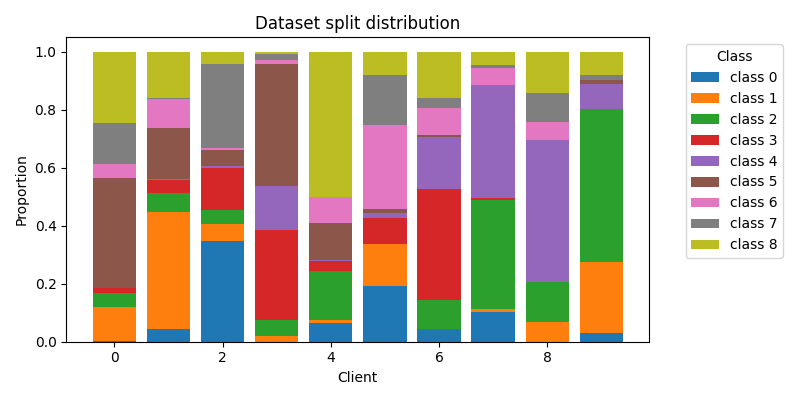 Dataset split distribution
Proportion
1.0
0.8
0.6
0.4
0.2
0.0
0 2 4 6 8
Client
Class
class 0
class 1
class 2
class 3
class 4
class 5
class 6
class 7
class 8